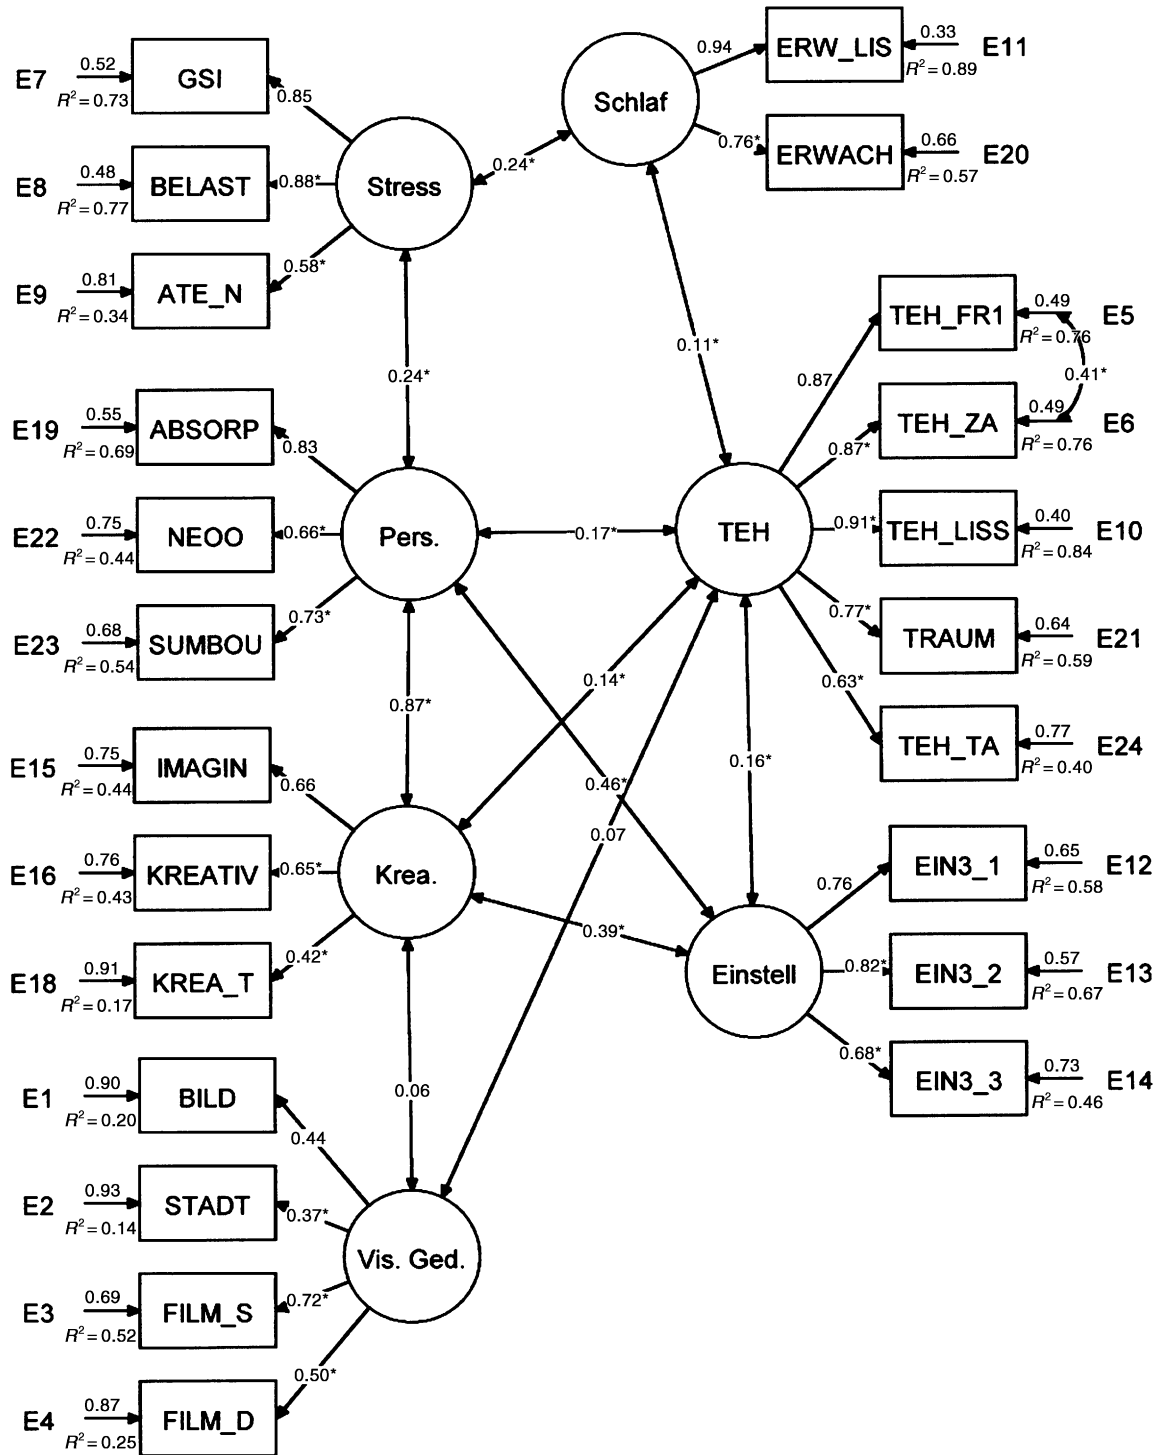 0.52
E7
R² = 0.73
GSI
0.85
0.48
E8
R² = 0.77
BELAST
0.88*
Stress
0.81
E9
R² = 0.34
ATE_N
0.58*
0.24*
Schlaf
0.94
ERW_LIS
0.33
E11
R² = 0.89
0.76*
ERWACH
0.66
E20
R² = 0.57
0.24*
0.11*
TEH_FR1
0.49
E5
R² = 0.76
0.41*
0.87
TEH_ZA
0.49
E6
R² = 0.76
0.87*
0.55
E19
R² = 0.69
ABSORP
0.83
0.75
E22
R² = 0.44
NEOO
0.66*
Pers.
0.17*
TEH
0.91*
TEH_LISS
0.40
E10
R² = 0.84
0.68
E23
R² = 0.54
SUMBOU
0.73*
0.77*
TRAUM
0.64
E21
R² = 0.59
0.87*
0.14*
0.63*
TEH_TA
0.77
E24
R² = 0.40
0.75
E15
R² = 0.44
IMAGIN
0.66
0.46*
0.16*
0.07
0.76
E16
R² = 0.43
KREATIV
0.65*
Krea.
0.76
EIN3_1
0.65
E12
R² = 0.58
0.91
E18
R² = 0.17
KREA_T
0.42*
0.39*
Einstell
0.82*
EIN3_2
0.57
E13
R² = 0.67
0.68*
EIN3_3
0.73
E14
R² = 0.46
0.06
0.90
E1
R² = 0.20
BILD
0.44
0.93
E2
R² = 0.14
STADT
0.37*
Vis. Ged.
0.69
E3
R² = 0.52
FILM_S
0.72*
0.87
E4
R² = 0.25
FILM_D
0.50*